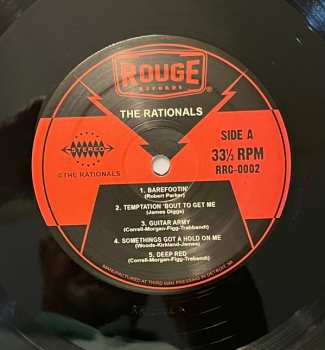 ROUGE
Records
®
THE RATIONALS
SIDE A
33⅓ RPM
RRC-0002
STEREO
©THE RATIONALS
1. BAREFOOTIN'
(Robert Parker)
2. TEMPTATION 'BOUT TO GET ME
(James Diggs)
3. GUITAR ARMY
(Correll-Morgan-Figg-Trebbandt)
4. SOMETHINGS GOT A HOLD ON ME
(Woods-Kirkland-James)
5. DEEP RED
(Correll-Morgan-Figg-Trebbandt)
MANUFACTURED AT THIRD MAN PRESSING IN DETROIT, MI